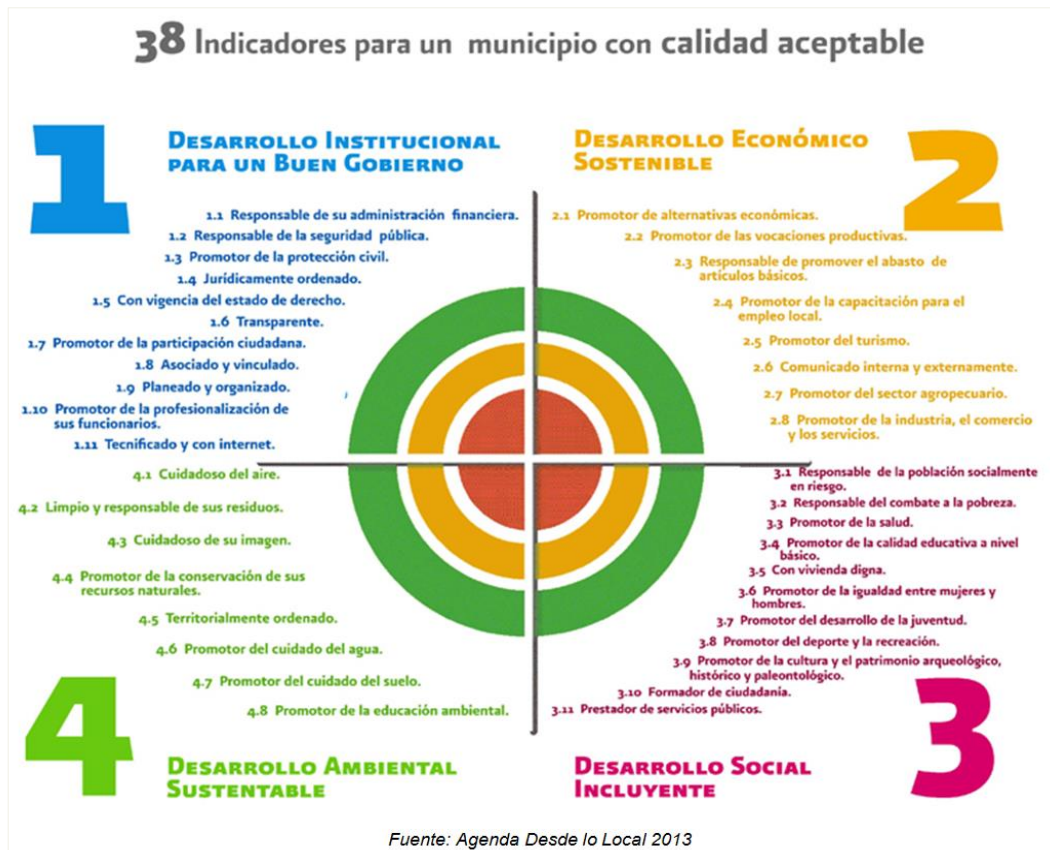 38 Indicadores para un municipio con calidad aceptable
1
DESARROLLO INSTITUCIONAL
PARA UN BUEN GOBIERNO
1.1 Responsable de su administración financiera.
1.2 Responsable de la seguridad pública.
1.3 Promotor de la protección civil.
1.4 Jurídicamente ordenado.
1.5 Con vigencia del estado de derecho.
1.6 Transparente.
1.7 Promotor de la participación ciudadana.
1.8 Asociado y vinculado.
1.9 Planeado y organizado.
1.10 Promotor de la profesionalización de
sus funcionarios.
1.11 Tecnificado y con internet.
DESARROLLO ECONÓMICO
SOSTENIBLE
2
2.1 Promotor de alternativas económicas.
2.2 Promotor de las vocaciones productivas.
2.3 Responsable de promover el abasto de
artículos básicos.
2.4 Promotor de la capacitación para el
empleo local.
2.5 Promotor del turismo.
2.6 Comunicado interna y externamente.
2.7 Promotor del sector agropecuario.
2.8 Promotor de la industria, el comercio
y los servicios.
3.1 Responsable de la población socialmente
en riesgo.
3.2 Responsable del combate a la pobreza.
3.3 Promotor de la salud.
3.4 Promotor de la calidad educativa a nivel
básico.
3.5 Con vivienda digna.
3.6 Promotor de la igualdad entre mujeres y
hombres.
3.7 Promotor del desarrollo de la juventud.
3.8 Promotor del deporte y la recreación.
3.9 Promotor de la cultura y el patrimonio arqueológico,
histórico y paleontológico.
3.10 Formador de ciudadanía.
3.11 Prestador de servicios públicos.
DESARROLLO SOCIAL
INCLUYENTE
3
4.1 Cuidadoso del aire.
4.2 Limpio y responsable de sus residuos.
4.3 Cuidadoso de su imagen.
4.4 Promotor de la conservación de sus
recursos naturales.
4.5 Territorialmente ordenado.
4.6 Promotor del cuidado del agua.
4.7 Promotor del cuidado del suelo.
4.8 Promotor de la educación ambiental.
4
DESARROLLO AMBIENTAL
SUSTENTABLE
Fuente: Agenda Desde lo Local 2013